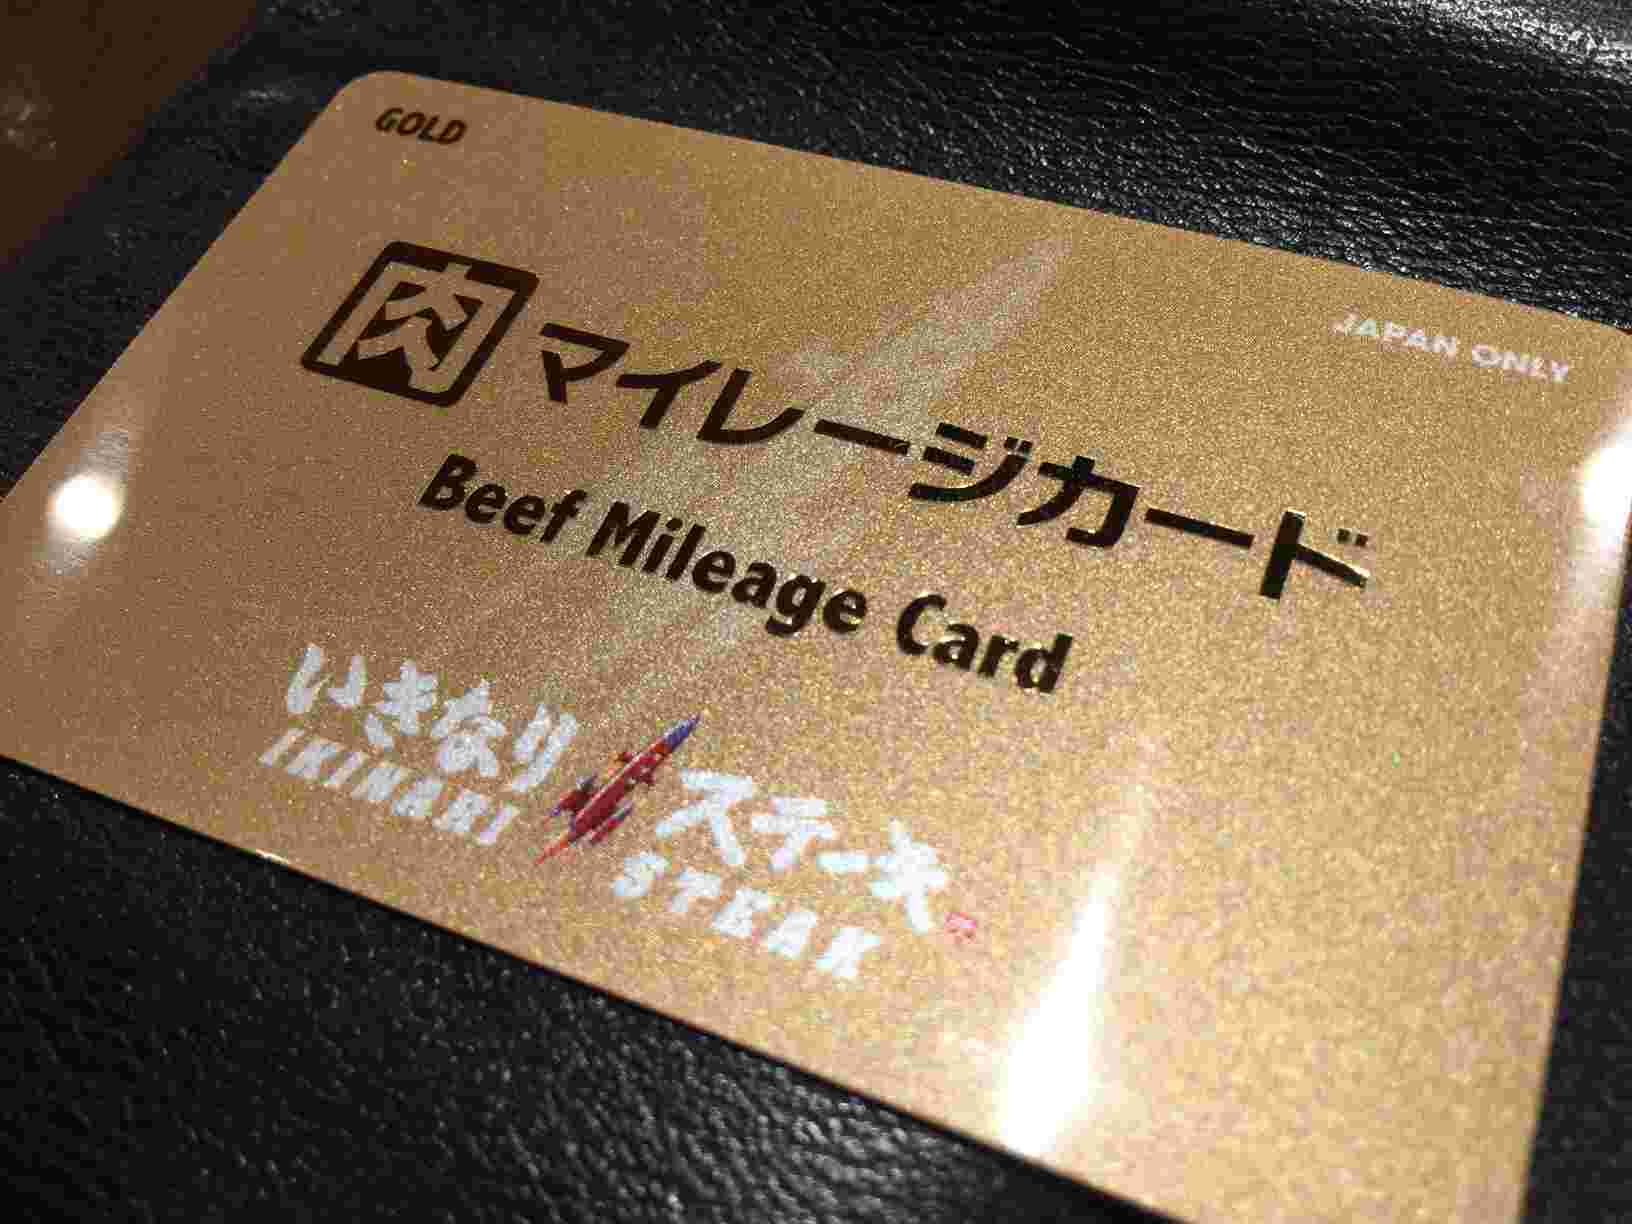 GOLD
JAPAN ONLY
肉マイレージカード
Beef Mileage Card
いきなりステーキ
IKINARI STEAK